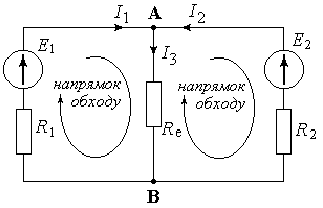 A
I1 I2
E1 I3 E2
напрямок обходу
напрямок обходу
R1 Re R2
B